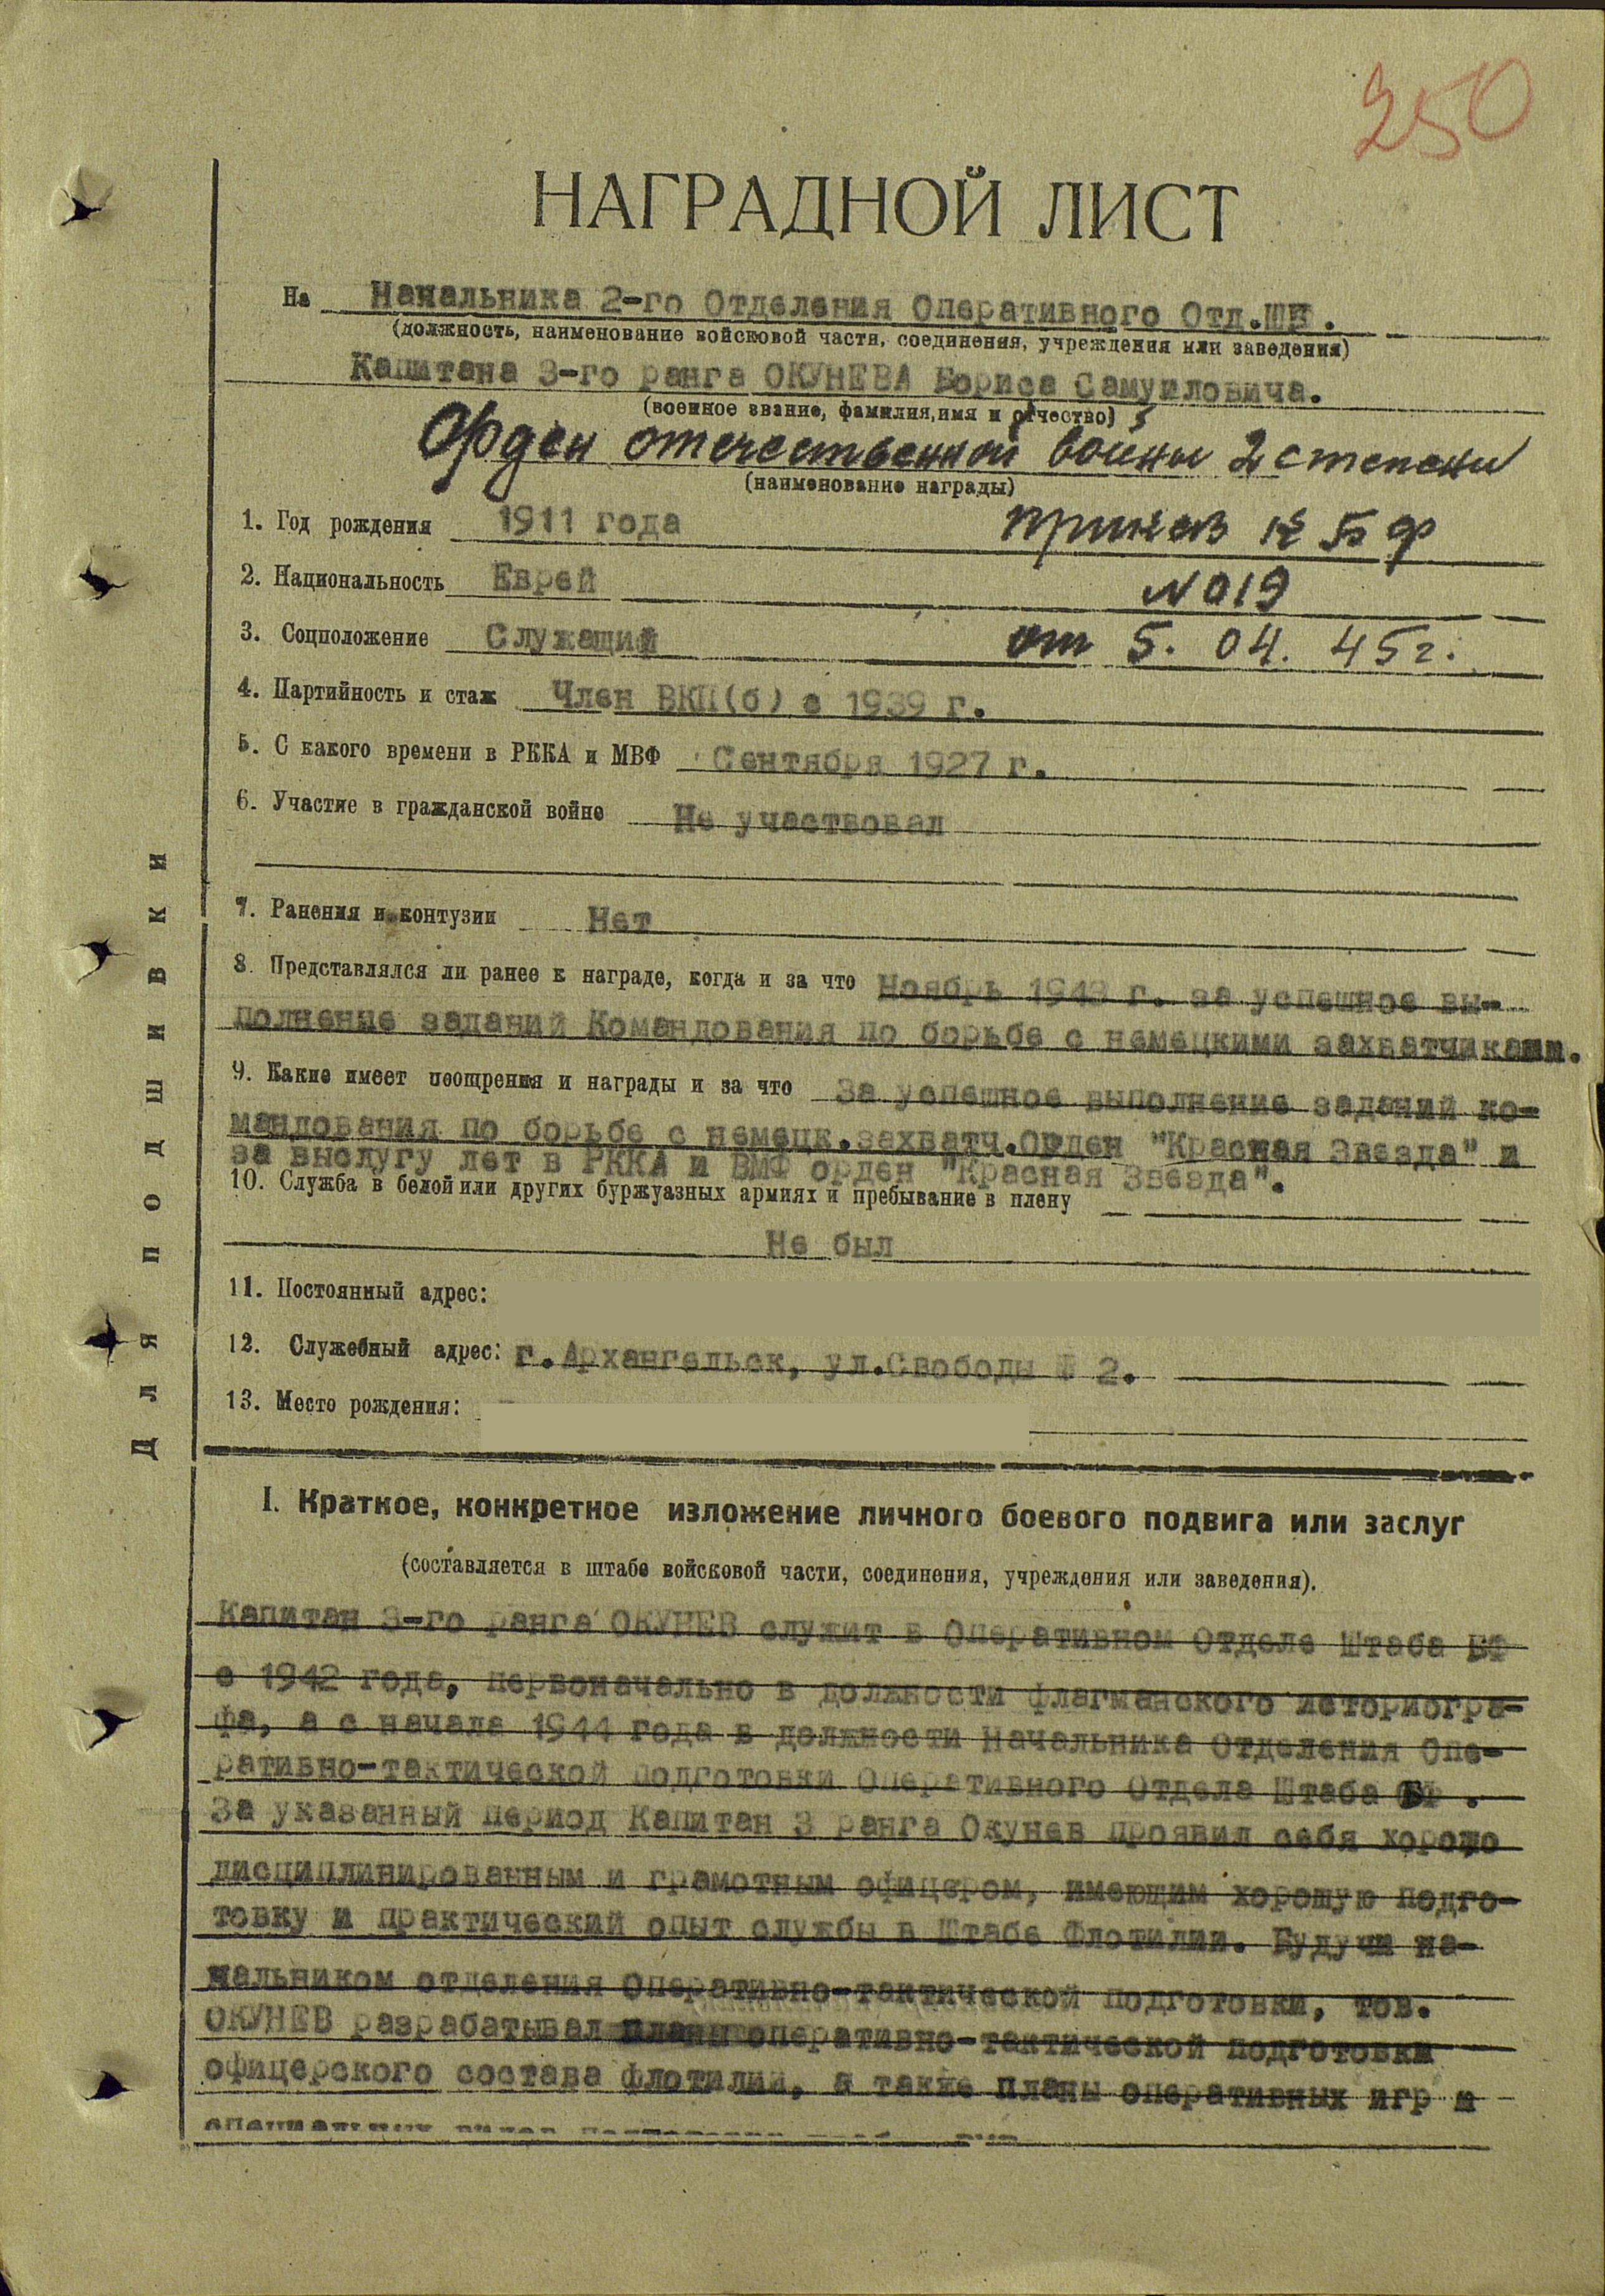 250
НАГРАДНОЙ ЛИСТ
На Начальника 2-го Отделения Оперативного Отд.
(должность, наименование войсковой части, соединения, учреждения или заведения)
Капитана 3-го ранга ОКУНЕВА Бориса Самуиловича.
(военное звание, фамилия, имя и отчество)
Орден отечественной войны 2 степени
(наименование награды)
1. Год рождения 1911 года
приказ К БФ
2. Национальность Еврей
N 019
3. Соцположение Служащий
от 5. 04. 45 г.
4. Партийность и стаж Член ВКП(б) с 1939 г.
5. С какого времени в РККА и МВФ Сентября 1927 г.
6. Участие в гражданской войне Не участвовал
7. Ранения и контузии Нет
8. Представлялся ли ранее к награде, когда и за что Ноябрь 1943 г. за успешное вы-
полнение заданий Командования по борьбе с немецкими захватчиками.
9. Какие имеет поощрения и награды и за что За успешное выполнение заданий ко-
мандования по борьбе с немецк.захватч.Орден "Красная Звезда" и
за выслугу лет в РККА и ВМФ орден "Красная Звезда".
10. Служба в белой или других буржуазных армиях и пребывание в плену
Не был
11. Постоянный адрес:
12. Служебный адрес: г.Архангельск, ул.Свободы № 2.
13. Место рождения:
Для подшивки
I. Краткое, конкретное изложение личного боевого подвига или заслуг
(составляется в штабе войсковой части, соединения, учреждения или заведения).
Капитан 3-го ранга ОКУНЕВ служит в Оперативном Отделе Штаба БФ
с 1942 года, первоначально в должности флагманского историогра-
фа, а с начала 1944 года в должности Начальника Отделения Опе-
ративно-тактической подготовки Оперативного Отдела Штаба БФ.
За указанный период Капитан 3 ранга Окунев проявил себя хорошо
дисциплинированным и грамотным офицером, имеющим хорошую подго-
товку и практический опыт службы в Штабе Флотилии. Будучи на-
чальником отделения Оперативно-тактической подготовки, тов.
ОКУНЕВ разрабатывал планы оперативно-тактической подготовки
офицерского состава флотилии, а также планы оперативных игр и